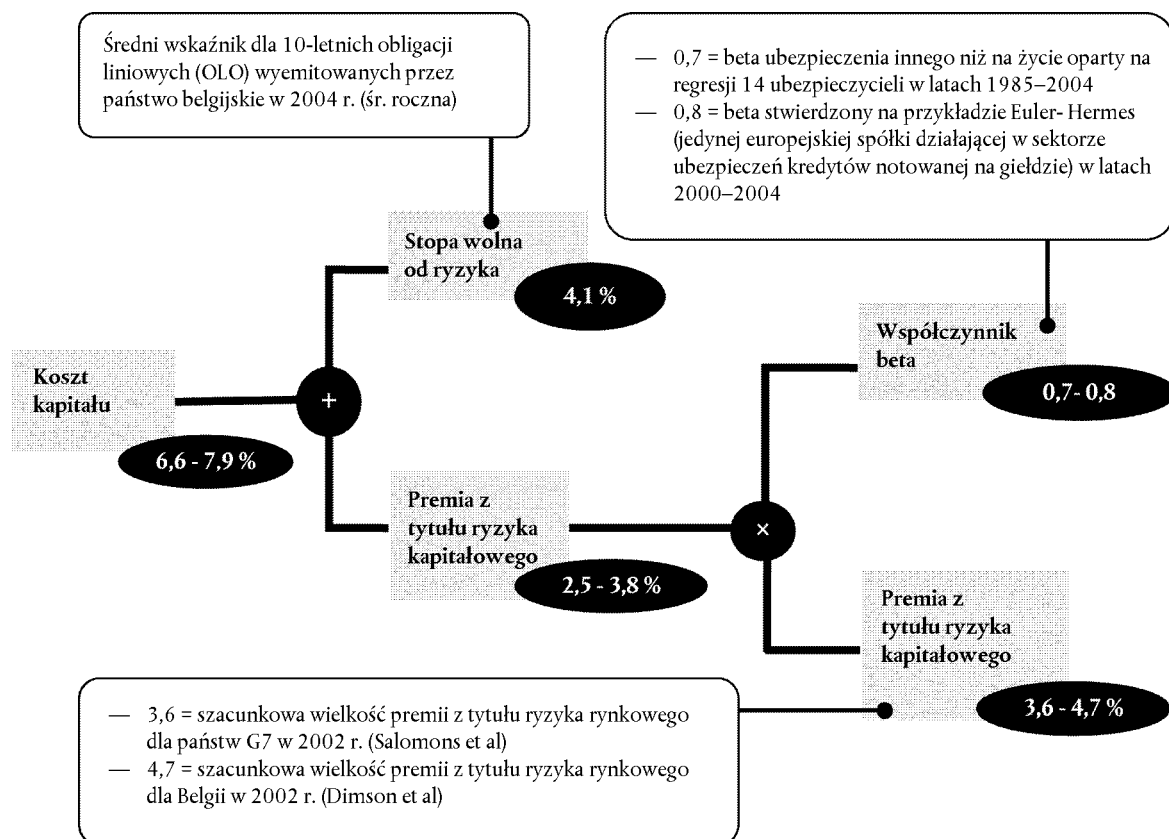 Średni wskaźnik dla 10-letnich obligacji
liniowych (OLO) wyemitowanych przez
państwo belgijskie w 2004 r. (śr. roczna)
— 0,7 = beta ubezpieczenia innego niż na życie oparty na
regresji 14 ubezpieczycieli w latach 1985–2004
— 0,8 = beta stwierdzony na przykładzie Euler- Hermes
(jedynej europejskiej spółki działającej w sektorze
ubezpieczeń kredytów notowanej na giełdzie) w latach
2000–2004
Stopa wolna
od ryzyka
4,1 %
Współczynnik
beta
0,7- 0,8
Koszt
kapitału
+
6,6 - 7,9 %
Premia z
tytułu ryzyka
kapitałowego
2,5 - 3,8 %
×
Premia z
tytułu ryzyka
kapitałowego
3,6 - 4,7 %
— 3,6 = szacunkowa wielkość premii z tytułu ryzyka rynkowego
dla państw G7 w 2002 r. (Salomons et al)
— 4,7 = szacunkowa wielkość premii z tytułu ryzyka rynkowego
dla Belgii w 2002 r. (Dimson et al)